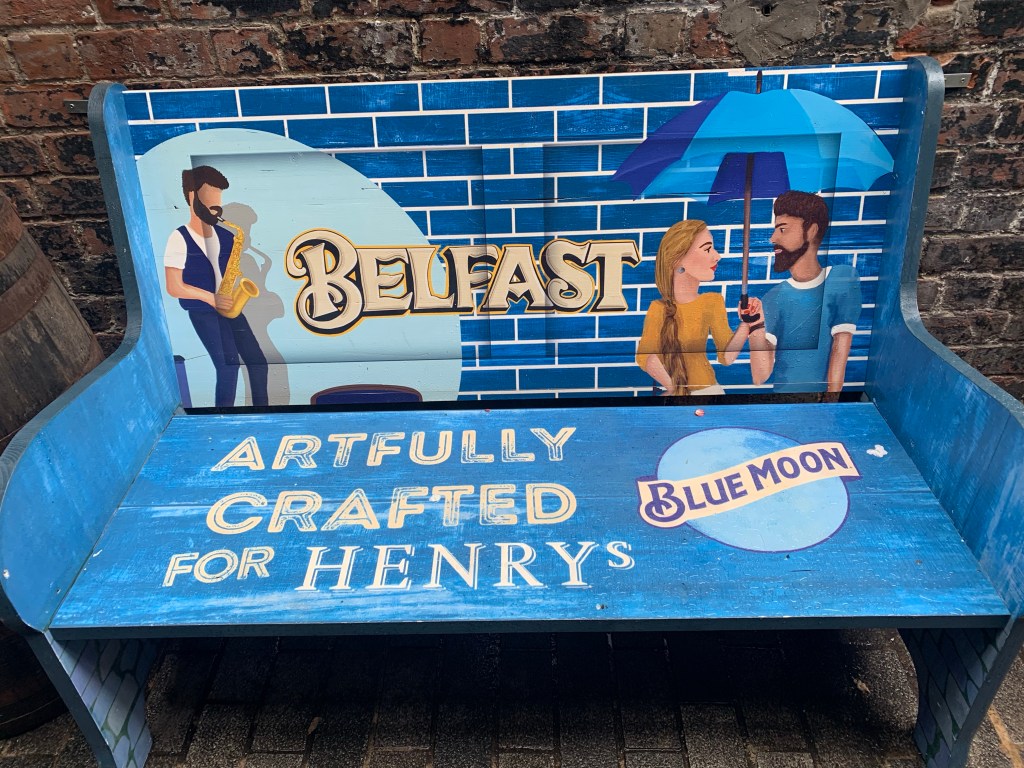 BELFAST
ARTFULLY
CRAFTED
FOR HENRYS
BLUE MOON